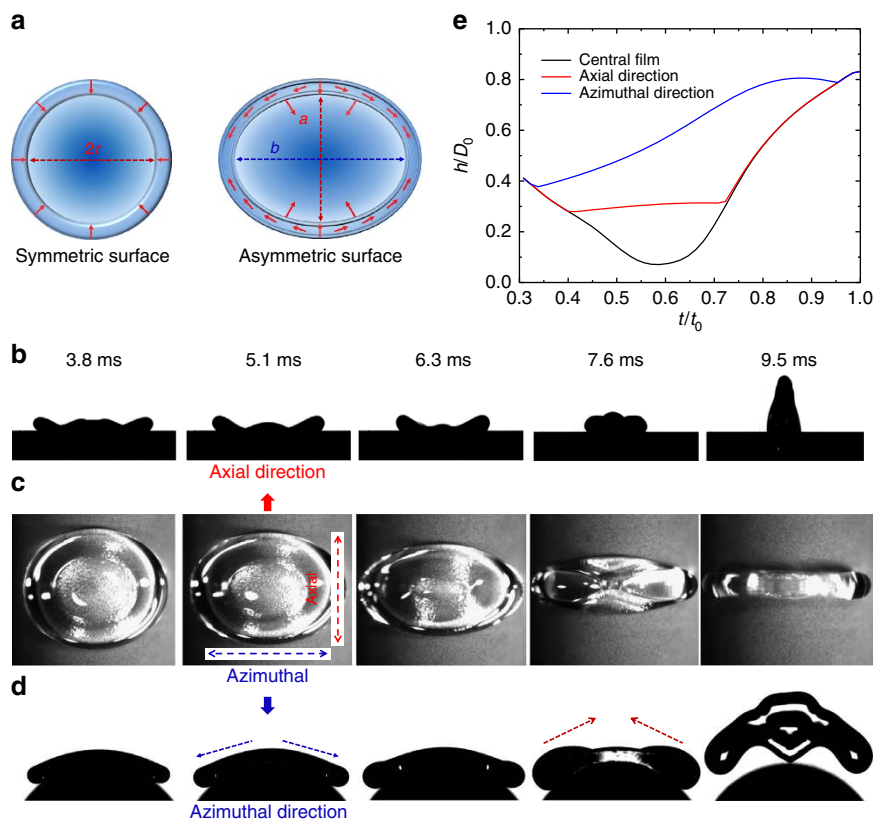 a
2r
a
b
Symmetric surface
Asymmetric surface
e
Central film
Axial direction
Azimuthal direction
h/D0
1.0
0.8
0.6
0.4
0.2
0.0
0.3 0.4 0.5 0.6 0.7 0.8 0.9 1.0
t/t0
b
3.8 ms 5.1 ms 6.3 ms 7.6 ms 9.5 ms
Axial direction
c
Axial
Azimuthal
d
Azimuthal direction